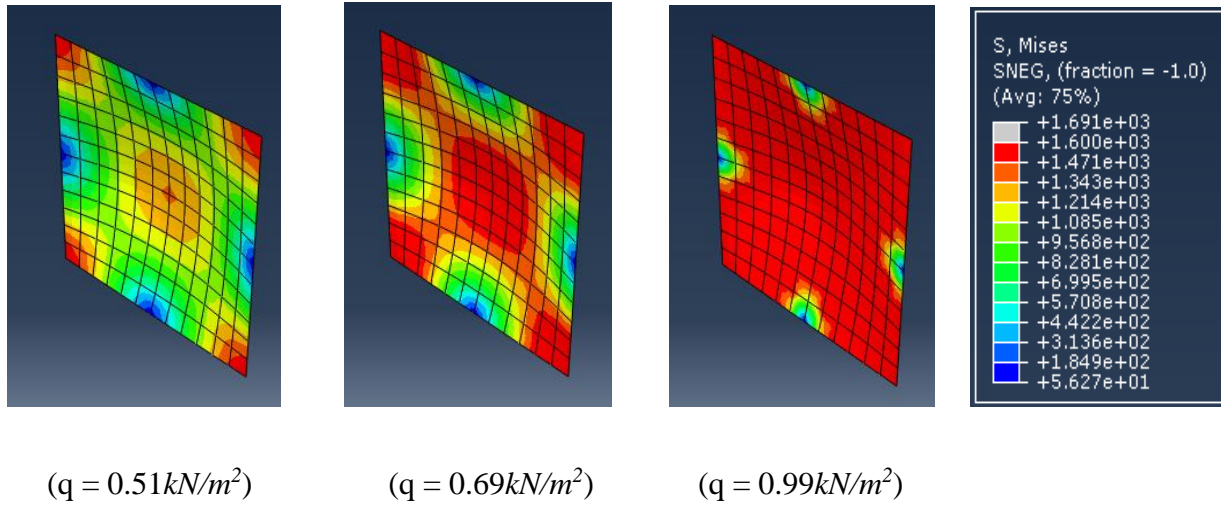 S, Mises
SNEG, (fraction = -1.0)
(Avg: 75%)
+1.691e+03
+1.600e+03
+1.471e+03
+1.343e+03
+1.214e+03
+1.085e+03
+9.568e+02
+8.281e+02
+6.995e+02
+5.708e+02
+4.422e+02
+3.136e+02
+1.849e+02
+5.627e+01
(q = 0.51kN/m²) (q = 0.69kN/m²) (q = 0.99kN/m²)